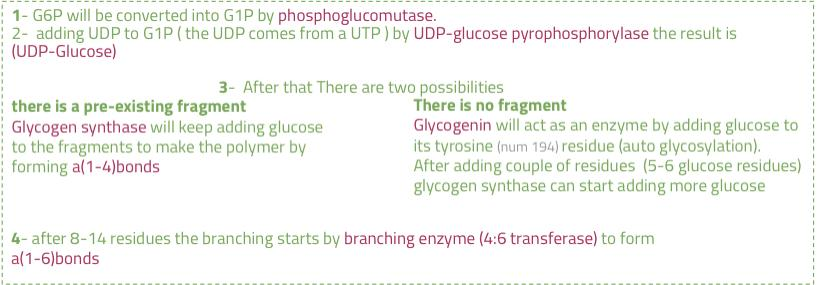 1- G6P will be converted into G1P by phosphoglucomutase.
2-  adding UDP to G1P ( the UDP comes from a UTP ) by UDP-glucose pyrophosphorylase the result is
(UDP-Glucose)
3-  After that There are two possibilities
there is a pre-existing fragment
Glycogen synthase will keep adding glucose
to the fragments to make the polymer by
forming a(1-4)bonds
There is no fragment
Glycogenin will act as an enzyme by adding glucose to
its tyrosine (num 194) residue (auto glycosylation).
After adding couple of residues  (5-6 glucose residues)
glycogen synthase can start adding more glucose
4- after 8-14 residues the branching starts by branching enzyme (4:6 transferase) to form
a(1-6)bonds